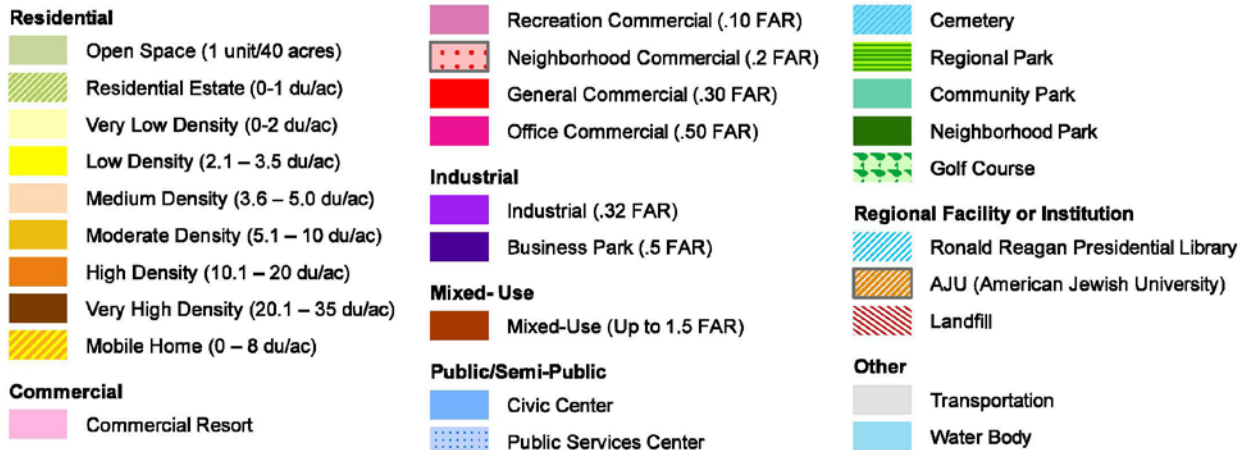 Residential
Open Space (1 unit/40 acres)
Residential Estate (0-1 du/ac)
Very Low Density (0-2 du/ac)
Low Density (2.1 – 3.5 du/ac)
Medium Density (3.6 – 5.0 du/ac)
Moderate Density (5.1 – 10 du/ac)
High Density (10.1 – 20 du/ac)
Very High Density (20.1 – 35 du/ac)
Mobile Home (0 – 8 du/ac)
Commercial
Commercial Resort
Recreation Commercial (.10 FAR)
Neighborhood Commercial (.2 FAR)
General Commercial (.30 FAR)
Office Commercial (.50 FAR)
Industrial
Industrial (.32 FAR)
Business Park (.5 FAR)
Mixed- Use
Mixed-Use (Up to 1.5 FAR)
Public/Semi-Public
Civic Center
Public Services Center
Cemetery
Regional Park
Community Park
Neighborhood Park
Golf Course
Regional Facility or Institution
Ronald Reagan Presidential Library
AJU (American Jewish University)
Landfill
Other
Transportation
Water Body